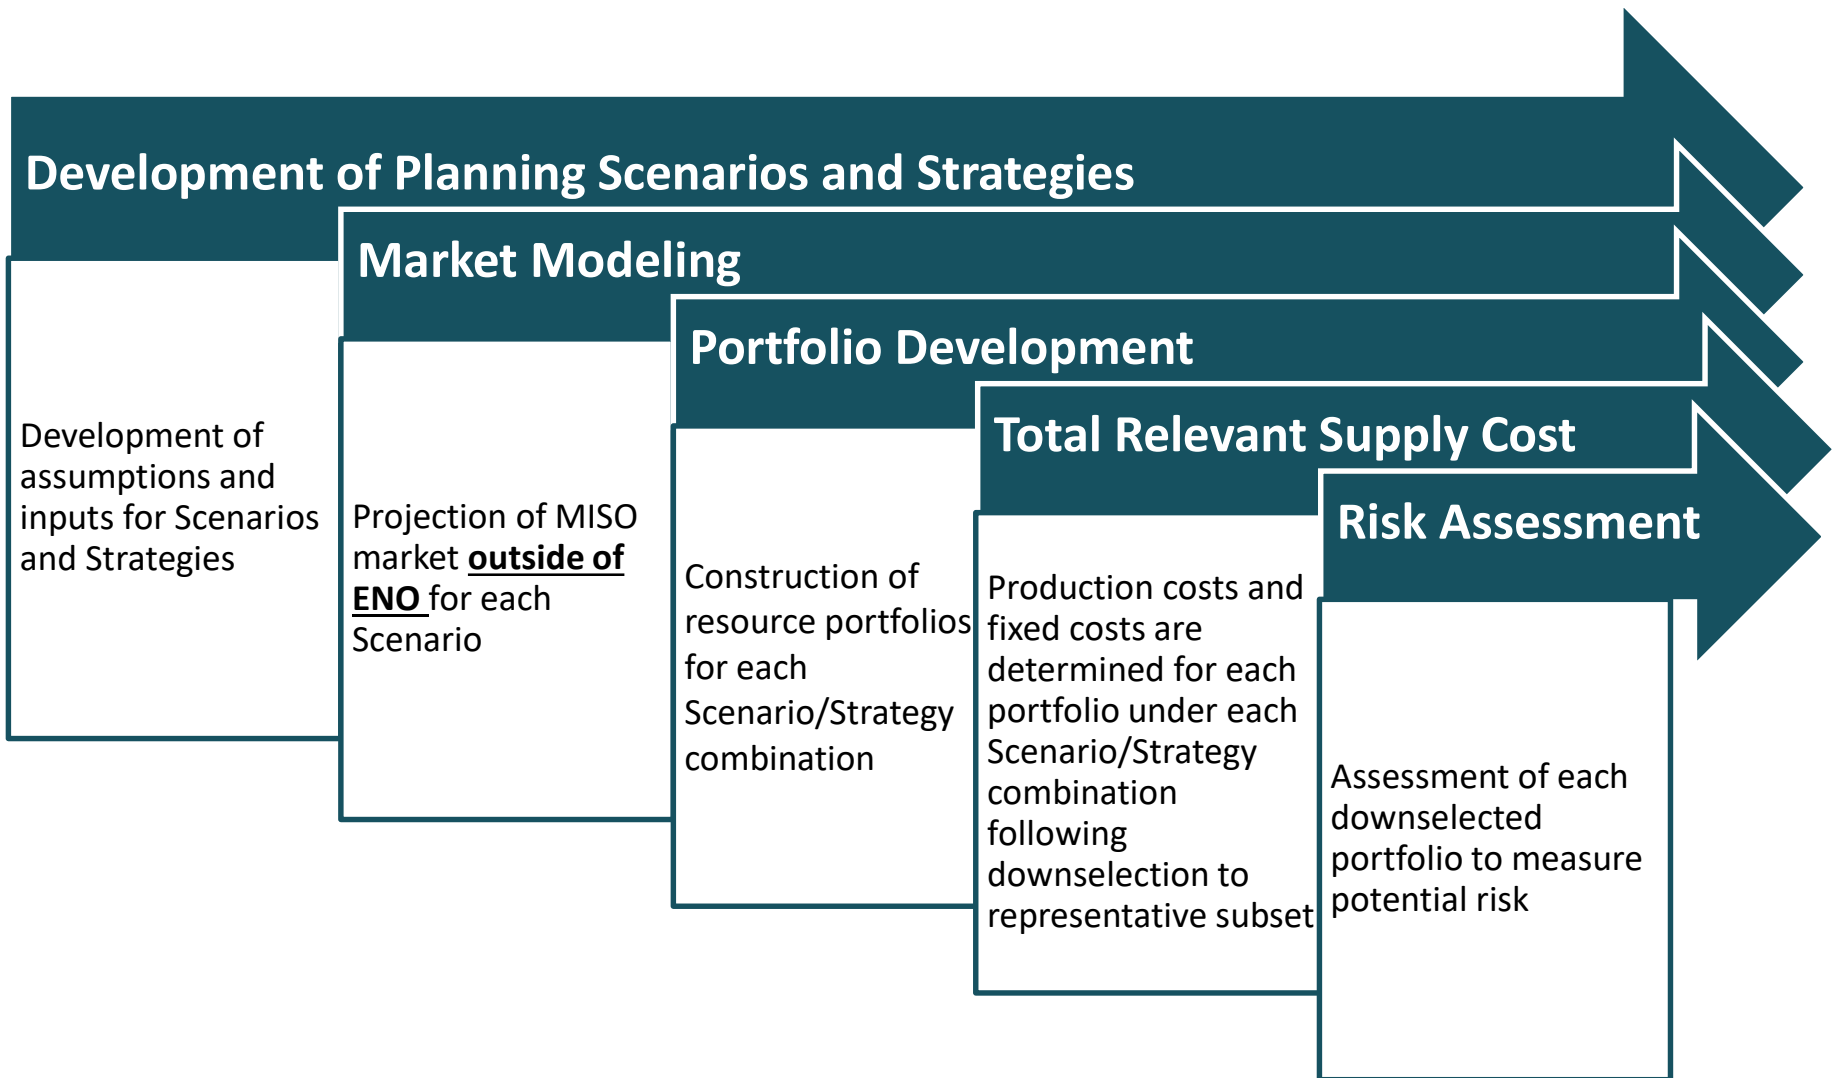 Development of Planning Scenarios and Strategies
Development of
assumptions and
inputs for Scenarios
and Strategies
Market Modeling
Projection of MISO
market outside of
ENO for each
Scenario
Portfolio Development
Construction of
resource portfolios
for each
Scenario/Strategy
combination
Total Relevant Supply Cost
Production costs and
fixed costs are
determined for each
portfolio under each
Scenario/Strategy
combination
following
downselection to
representative subset
Risk Assessment
Assessment of each
downselected
portfolio to measure
potential risk